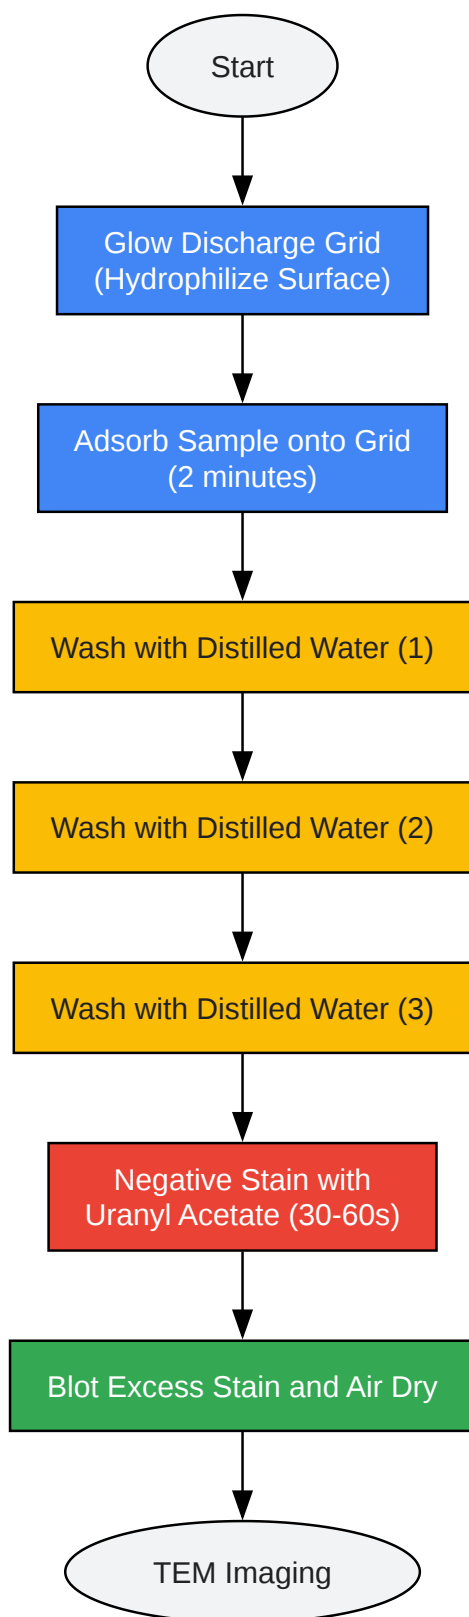 Start
Glow Discharge Grid
(Hydrophilize Surface)
Adsorb Sample onto Grid
(2 minutes)
Wash with Distilled Water (1)
Wash with Distilled Water (2)
Wash with Distilled Water (3)
Negative Stain with
Uranyl Acetate (30-60s)
Blot Excess Stain and Air Dry
TEM Imaging